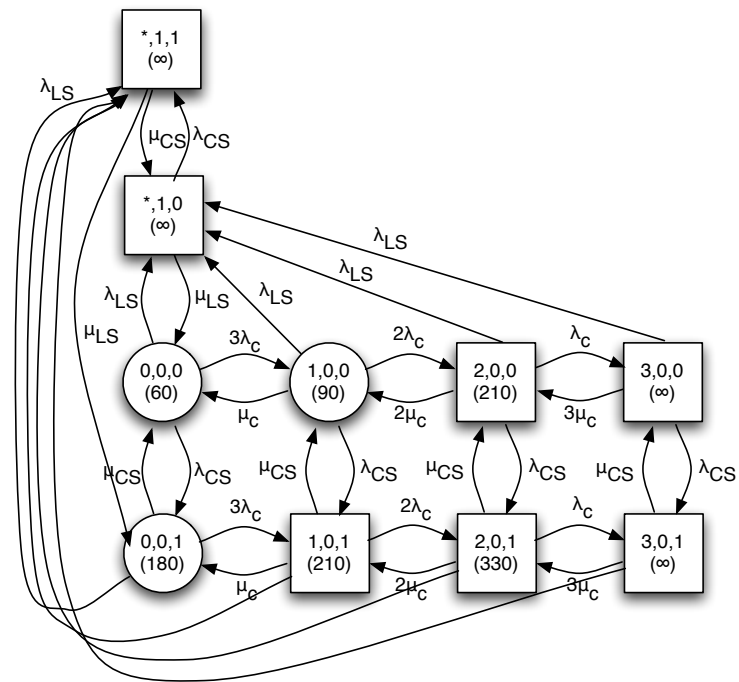 *,1,1
(∞)
λLS
μCS
λCS
*,1,0
(∞)
λLS
λLS
λLS
μLS
λLS
μLS
0,0,0
(60)
3λc
μc
1,0,0
(90)
2λc
2μc
2,0,0
(210)
λc
3μc
3,0,0
(∞)
μCS
λCS
μCS
λCS
μCS
λCS
μCS
λCS
0,0,1
(180)
3λc
μc
1,0,1
(210)
2λc
2μc
2,0,1
(330)
λc
3μc
3,0,1
(∞)